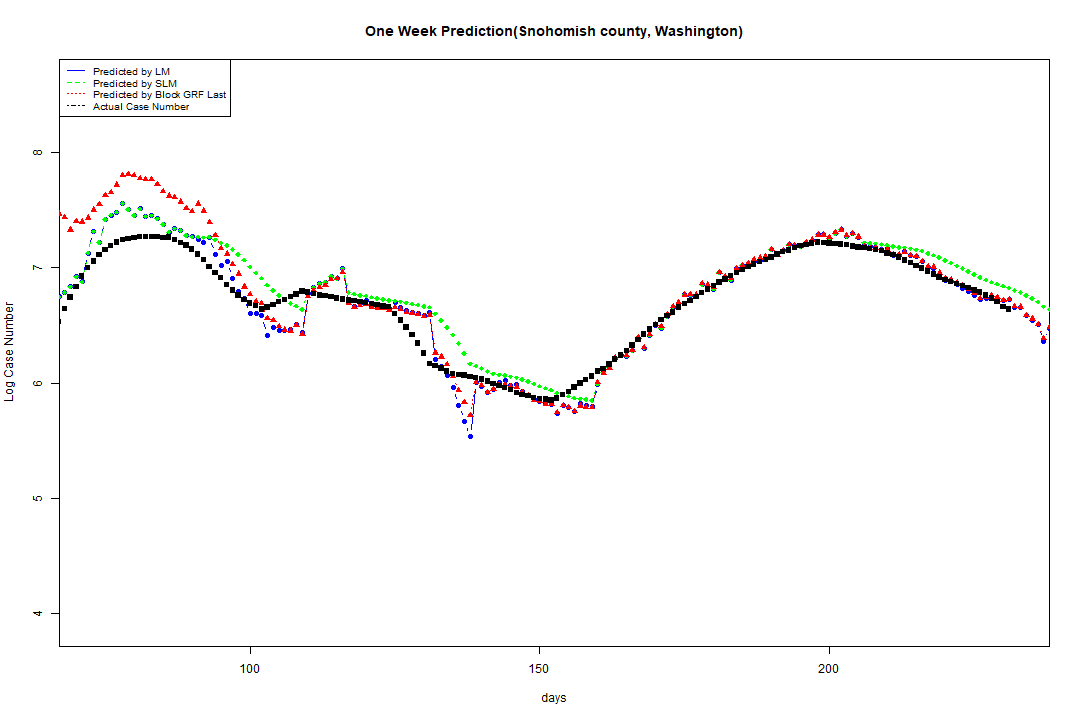 One Week Prediction(Snohomish county, Washington)
Predicted by LM
Predicted by SLM
Predicted by Block GRF Last
Actual Case Number
8
7
6
5
4
Log Case Number
100
150
200
days